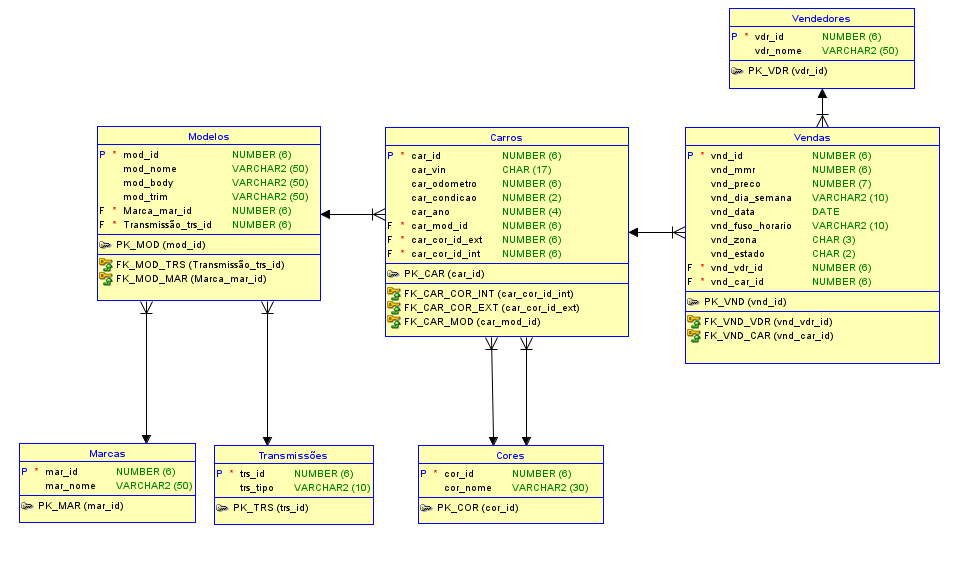 Vendedores
P * vdr_id NUMBER (6)
vdr_nome VARCHAR2 (50)
PK_VDR (vdr_id)
Modelos
P * mod_id NUMBER (6)
mod_nome VARCHAR2 (50)
mod_body VARCHAR2 (50)
mod_trim VARCHAR2 (50)
F * Marca_mar_id NUMBER (6)
F * Transmissão_trs_id NUMBER (6)
PK_MOD (mod_id)
FK_MOD_TRS (Transmissão_trs_id)
FK_MOD_MAR (Marca_mar_id)
Carros
P * car_id NUMBER (6)
car_vin CHAR (17)
car_odometro NUMBER (6)
car_condicao NUMBER (2)
car_ano NUMBER (4)
F * car_mod_id NUMBER (6)
F * car_cor_id_ext NUMBER (6)
F * car_cor_id_int NUMBER (6)
PK_CAR (car_id)
FK_CAR_COR_INT (car_cor_id_int)
FK_CAR_COR_EXT (car_cor_id_ext)
FK_CAR_MOD (car_mod_id)
Vendas
P * vnd_id NUMBER (6)
vnd_mmr NUMBER (6)
vnd_preco NUMBER (7)
vnd_dia_semana VARCHAR2 (10)
vnd_data DATE
vnd_fuso_horario VARCHAR2 (10)
vnd_zona CHAR (3)
vnd_estado CHAR (2)
F * vnd_vdr_id NUMBER (6)
F * vnd_car_id NUMBER (6)
PK_VND (vnd_id)
FK_VND_VDR (vnd_vdr_id)
FK_VND_CAR (vnd_car_id)
Marcas
P * mar_id NUMBER (6)
mar_nome VARCHAR2 (50)
PK_MAR (mar_id)
Transmissões
P * trs_id NUMBER (6)
trs_tipo VARCHAR2 (10)
PK_TRS (trs_id)
Cores
P * cor_id NUMBER (6)
cor_nome VARCHAR2 (30)
PK_COR (cor_id)